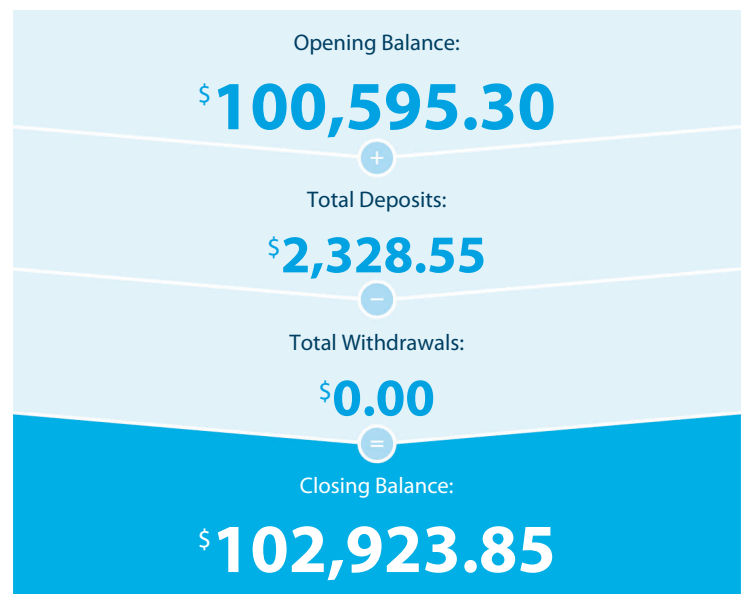 Opening Balance:
$100,595.30
+
Total Deposits:
$2,328.55
−
Total Withdrawals:
$0.00
=
Closing Balance:
$102,923.85